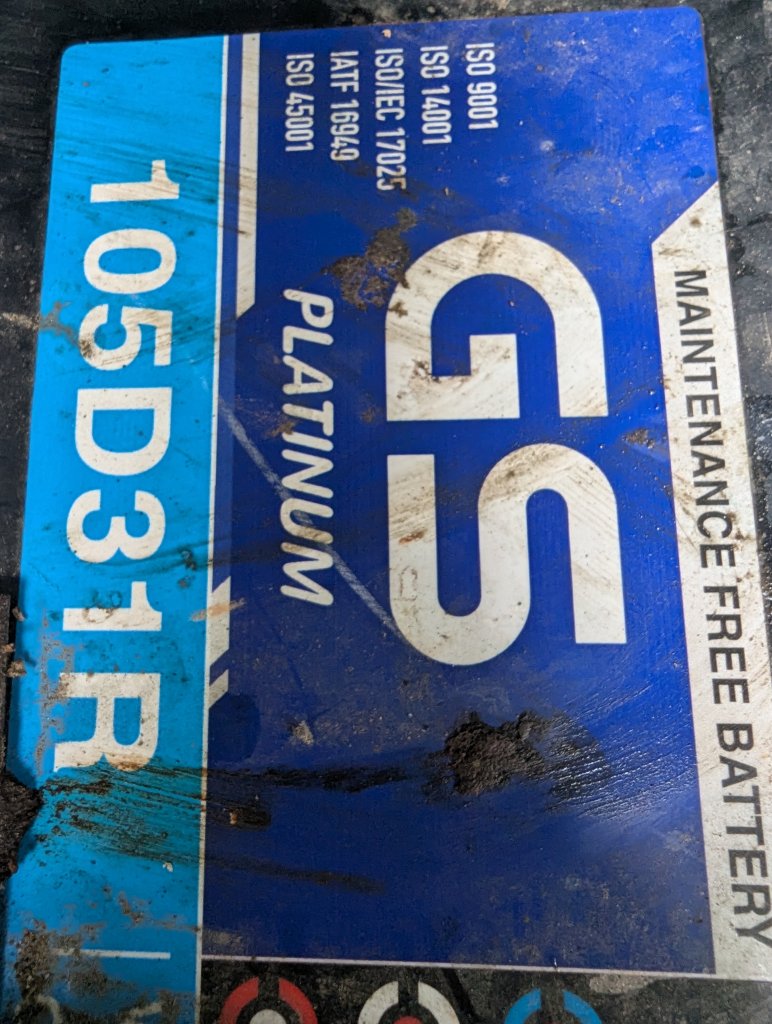 MAINTENANCE FREE BATTERY
ISO 9001
ISO 14001
ISO/IEC 17025
IATF 16949
ISO 45001
GS
PLATINUM
105D31R